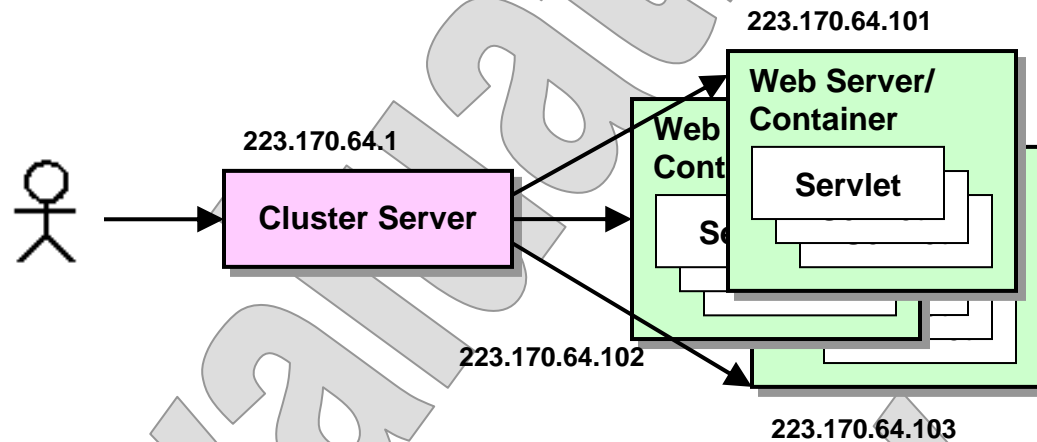 223.170.64.101
Web Server/
Container
Servlet
Web
Cont
Se
223.170.64.1
Cluster Server
223.170.64.102
223.170.64.103